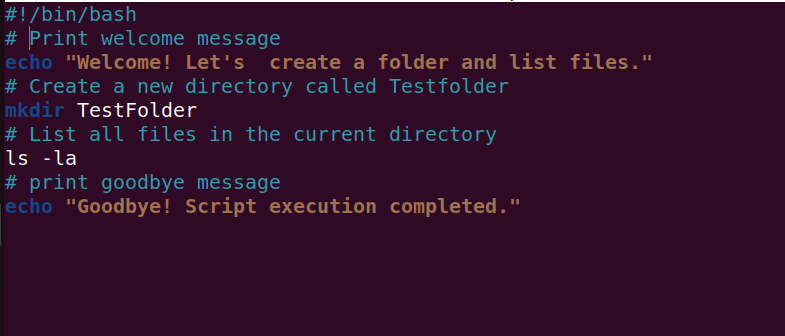 #!/bin/bash
# Print welcome message
echo "Welcome! Let's  create a folder and list files."
# Create a new directory called Testfolder
mkdir TestFolder
# List all files in the current directory
ls -la
# print goodbye message
echo "Goodbye! Script execution completed."